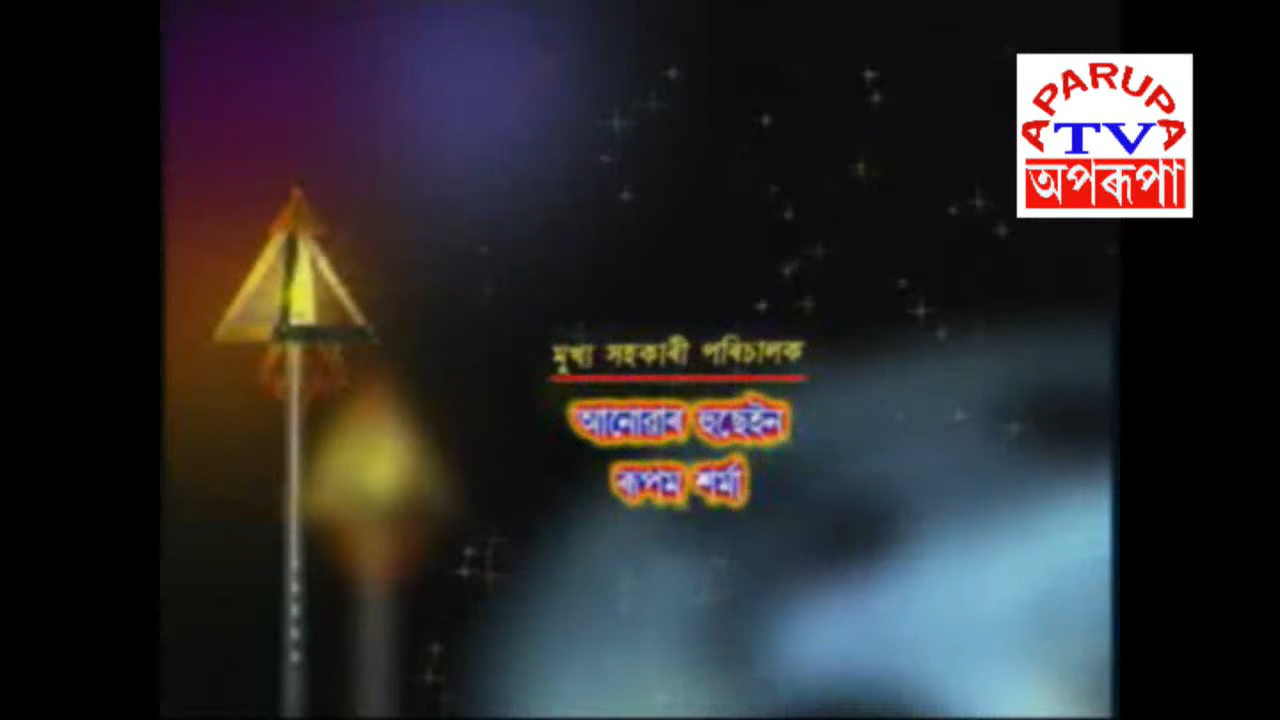 APARUPA
TV
অপৰূপা
মুখ্য সহকাৰী পৰিচালক
আনোৱাৰ হুছেইন
ৰূপম শৰ্মা